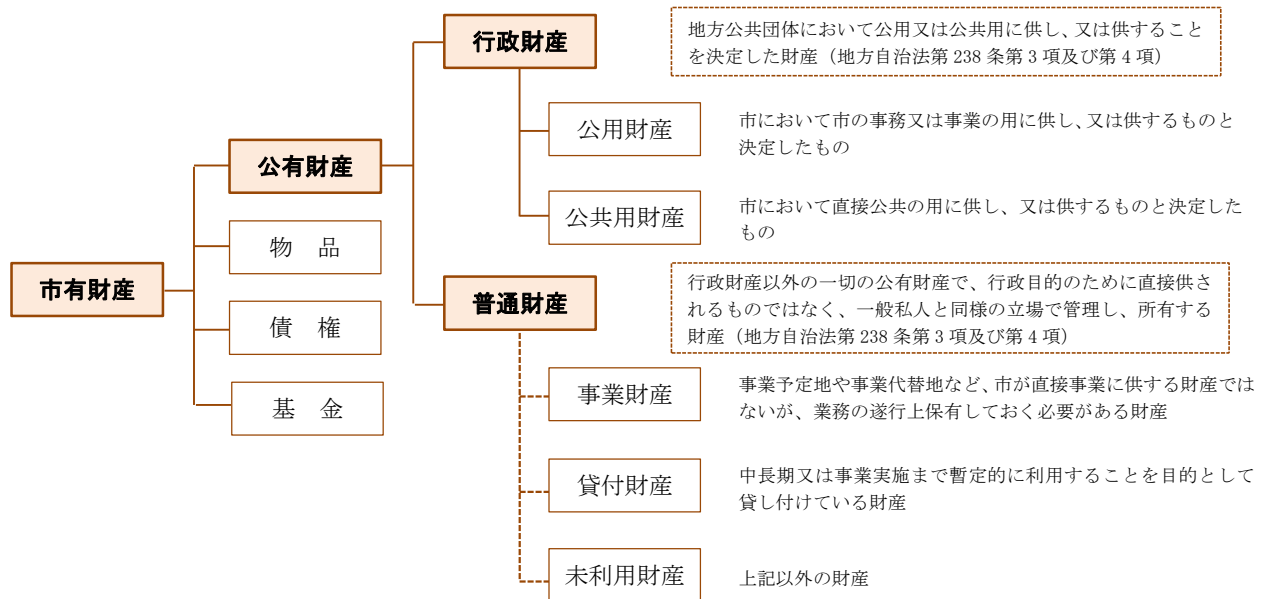 行政財産
地方公共団体において公用又は公共用に供し、又は供すること
を決定した財産（地方自治法第 238 条第 3 項及び第 4 項）
公用財産
市において市の事務又は事業の用に供し、又は供するものと
決定したもの
公有財産
公共用財産
市において直接公共の用に供し、又は供するものと決定した
もの
物　品
市有財産
普通財産
行政財産以外の一切の公有財産で、行政目的のために直接供さ
れるものではなく、一般私人と同様の立場で管理し、所有する
財産（地方自治法第 238 条第 3 項及び第 4 項）
債　権
基　金
事業財産
事業予定地や事業代替地など、市が直接事業に供する財産では
ないが、業務の遂行上保有しておく必要がある財産
貸付財産
中長期又は事業実施まで暫定的に利用することを目的として
貸し付けている財産
未利用財産
上記以外の財産